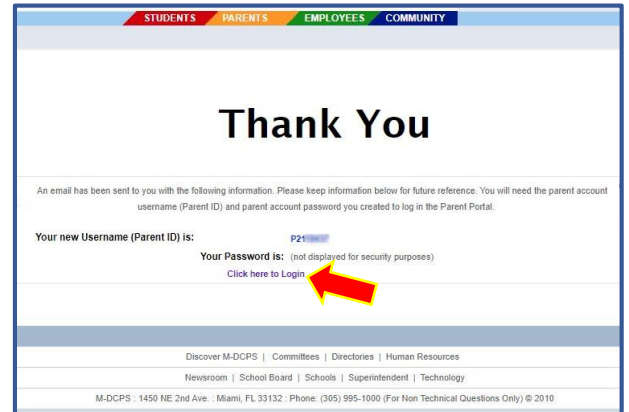 STUDENTS PARENTS EMPLOYEES COMMUNITY
Thank You
An email has been sent to you with the following information. Please keep information below for future reference. You will need the parent account
username (Parent ID) and parent account password you created to log in the Parent Portal.
Your new Username (Parent ID) is: P21
Your Password is: (not displayed for security purposes)
Click here to Login
Discover M-DCPS | Committees | Directories | Human Resources
Newsroom | School Board | Schools | Superintendent | Technology
M-DCPS : 1450 NE 2nd Ave. : Miami, FL 33132 : Phone: (305) 995-1000 (For Non Technical Questions Only) © 2010